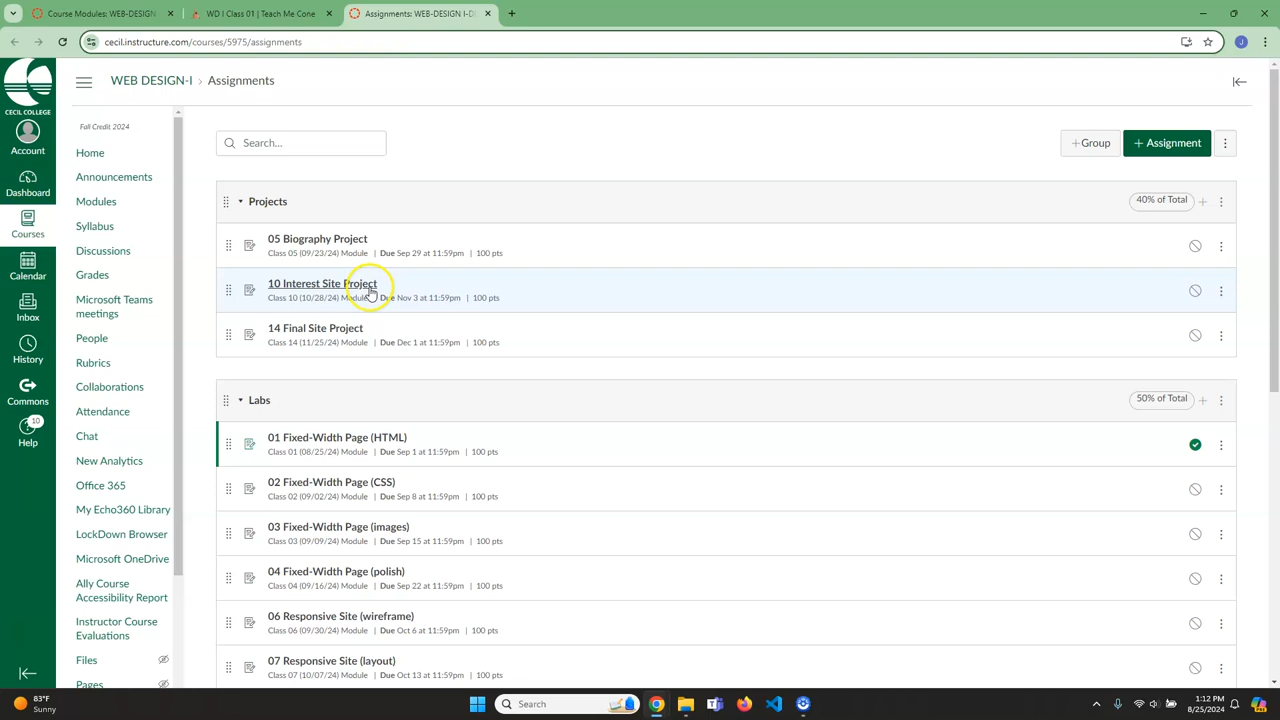 Course Modules: WEB-DESIGN
WD I Class 01 | Teach Me Cone
Assignments: WEB-DESIGN I-D
cecil.instructure.com/courses/5975/assignments
J
CECIL COLLEGE
Account
Dashboard
Courses
Calendar
Inbox
History
Commons
10
Help
WEB DESIGN-I › Assignments
Fall Credit 2024
Home
Announcements
Modules
Syllabus
Discussions
Grades
Microsoft Teams
meetings
People
Rubrics
Collaborations
Attendance
Chat
New Analytics
Office 365
My Echo360 Library
LockDown Browser
Microsoft OneDrive
Ally Course
Accessibility Report
Instructor Course
Evaluations
Files
Pages
Search...
+ Group
+ Assignment
Projects
40% of Total
05 Biography Project
Class 05 (09/23/24) Module | Due Sep 29 at 11:59pm | 100 pts
10 Interest Site Project
Class 10 (10/28/24) Module | Due Nov 3 at 11:59pm | 100 pts
14 Final Site Project
Class 14 (11/25/24) Module | Due Dec 1 at 11:59pm | 100 pts
Labs
50% of Total
01 Fixed-Width Page (HTML)
Class 01 (08/25/24) Module | Due Sep 1 at 11:59pm | 100 pts
02 Fixed-Width Page (CSS)
Class 02 (09/02/24) Module | Due Sep 8 at 11:59pm | 100 pts
03 Fixed-Width Page (images)
Class 03 (09/09/24) Module | Due Sep 15 at 11:59pm | 100 pts
04 Fixed-Width Page (polish)
Class 04 (09/16/24) Module | Due Sep 22 at 11:59pm | 100 pts
06 Responsive Site (wireframe)
Class 06 (09/30/24) Module | Due Oct 6 at 11:59pm | 100 pts
07 Responsive Site (layout)
Class 07 (10/07/24) Module | Due Oct 13 at 11:59pm | 100 pts
83°F
Sunny
Search
1:12 PM
8/25/2024